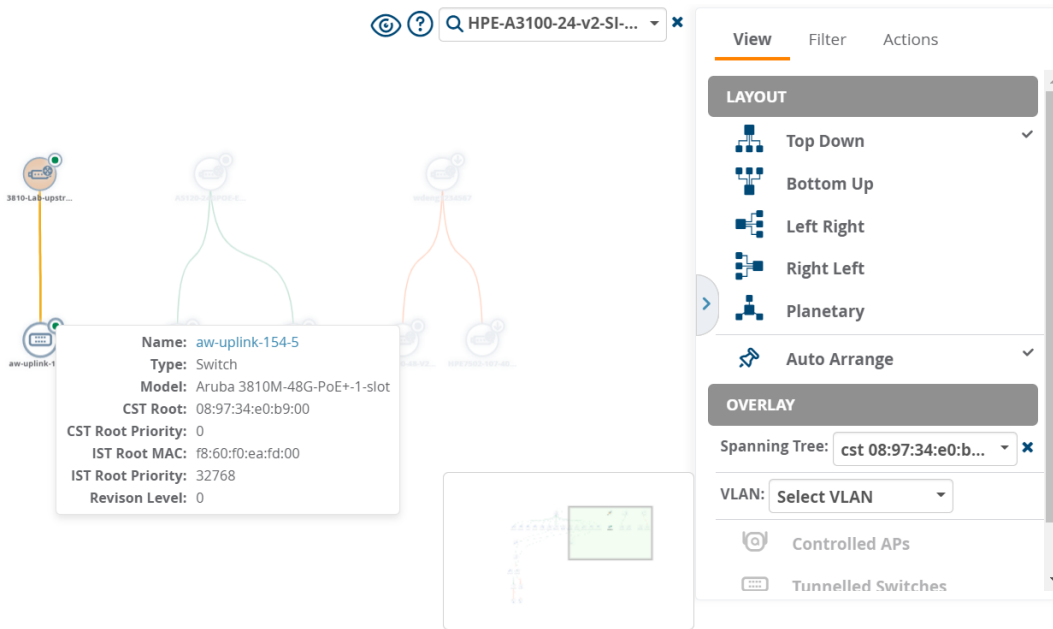 HPE-A3100-24-v2-SI-...
View Filter Actions
LAYOUT
Top Down
Bottom Up
Left Right
Right Left
Planetary
Auto Arrange
OVERLAY
Spanning Tree: cst 08:97:34:e0:b...
VLAN: Select VLAN
Controlled APs
Tunnelled Switches
3810-Lab-upstr...
aw-uplink-1
Name: aw-uplink-154-5
Type: Switch
Model: Aruba 3810M-48G-PoE+-1-slot
CST Root: 08:97:34:e0:b9:00
CST Root Priority: 0
IST Root MAC: f8:60:f0:ea:fd:00
IST Root Priority: 32768
Revison Level: 0